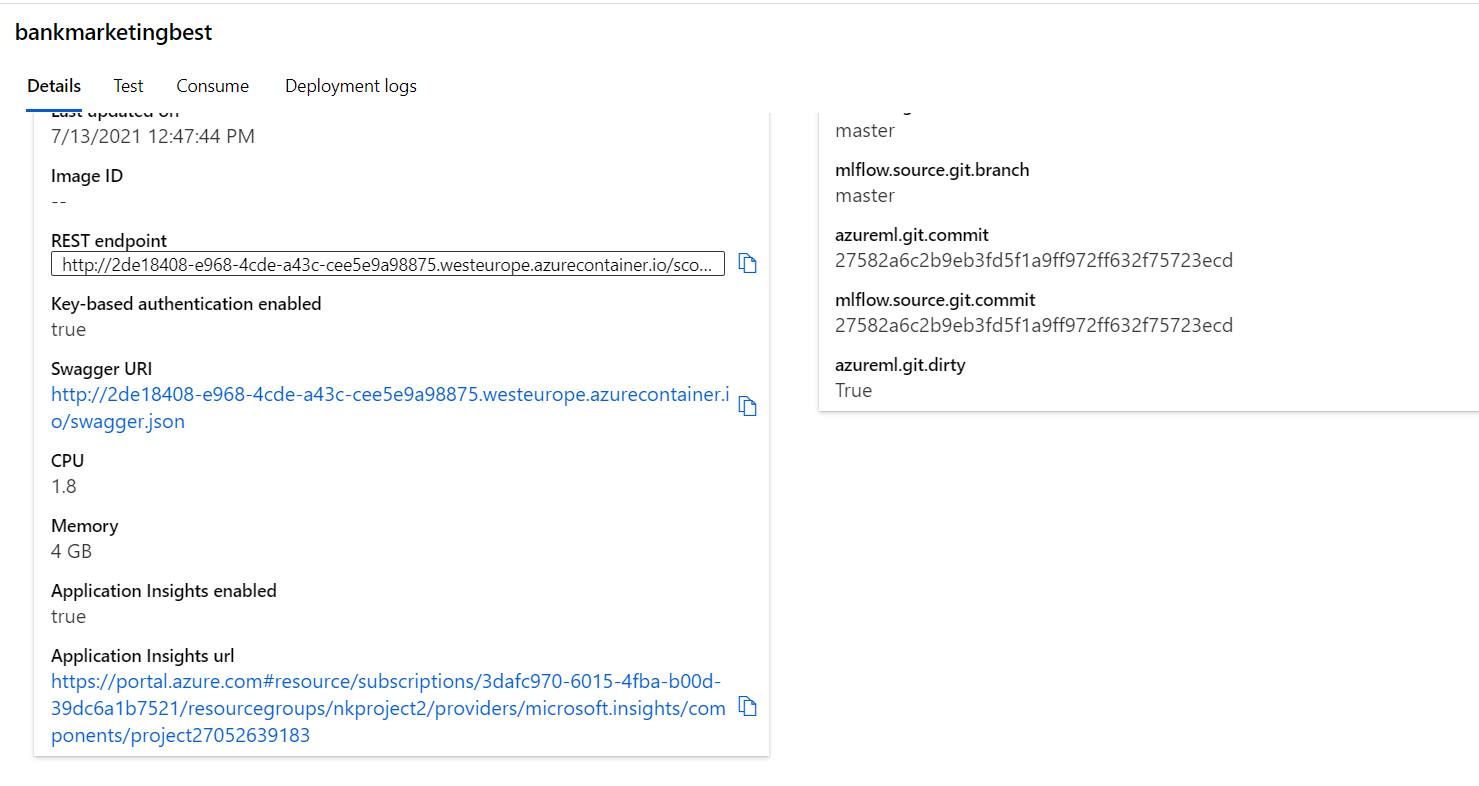 bankmarketingbest
Details Test Consume Deployment logs
Last updated on
7/13/2021 12:47:44 PM
Image ID
--
REST endpoint
http://2de18408-e968-4cde-a43c-cee5e9a98875.westeurope.azurecontainer.io/sco...
Key-based authentication enabled
true
Swagger URI
http://2de18408-e968-4cde-a43c-cee5e9a98875.westeurope.azurecontainer.i
o/swagger.json
CPU
1.8
Memory
4 GB
Application Insights enabled
true
Application Insights url
https://portal.azure.com#resource/subscriptions/3dafc970-6015-4fba-b00d-
39dc6a1b7521/resourcegroups/nkproject2/providers/microsoft.insights/com
ponents/project27052639183
master
mlflow.source.git.branch
master
azureml.git.commit
27582a6c2b9eb3fd5f1a9ff972ff632f75723ecd
mlflow.source.git.commit
27582a6c2b9eb3fd5f1a9ff972ff632f75723ecd
azureml.git.dirty
True